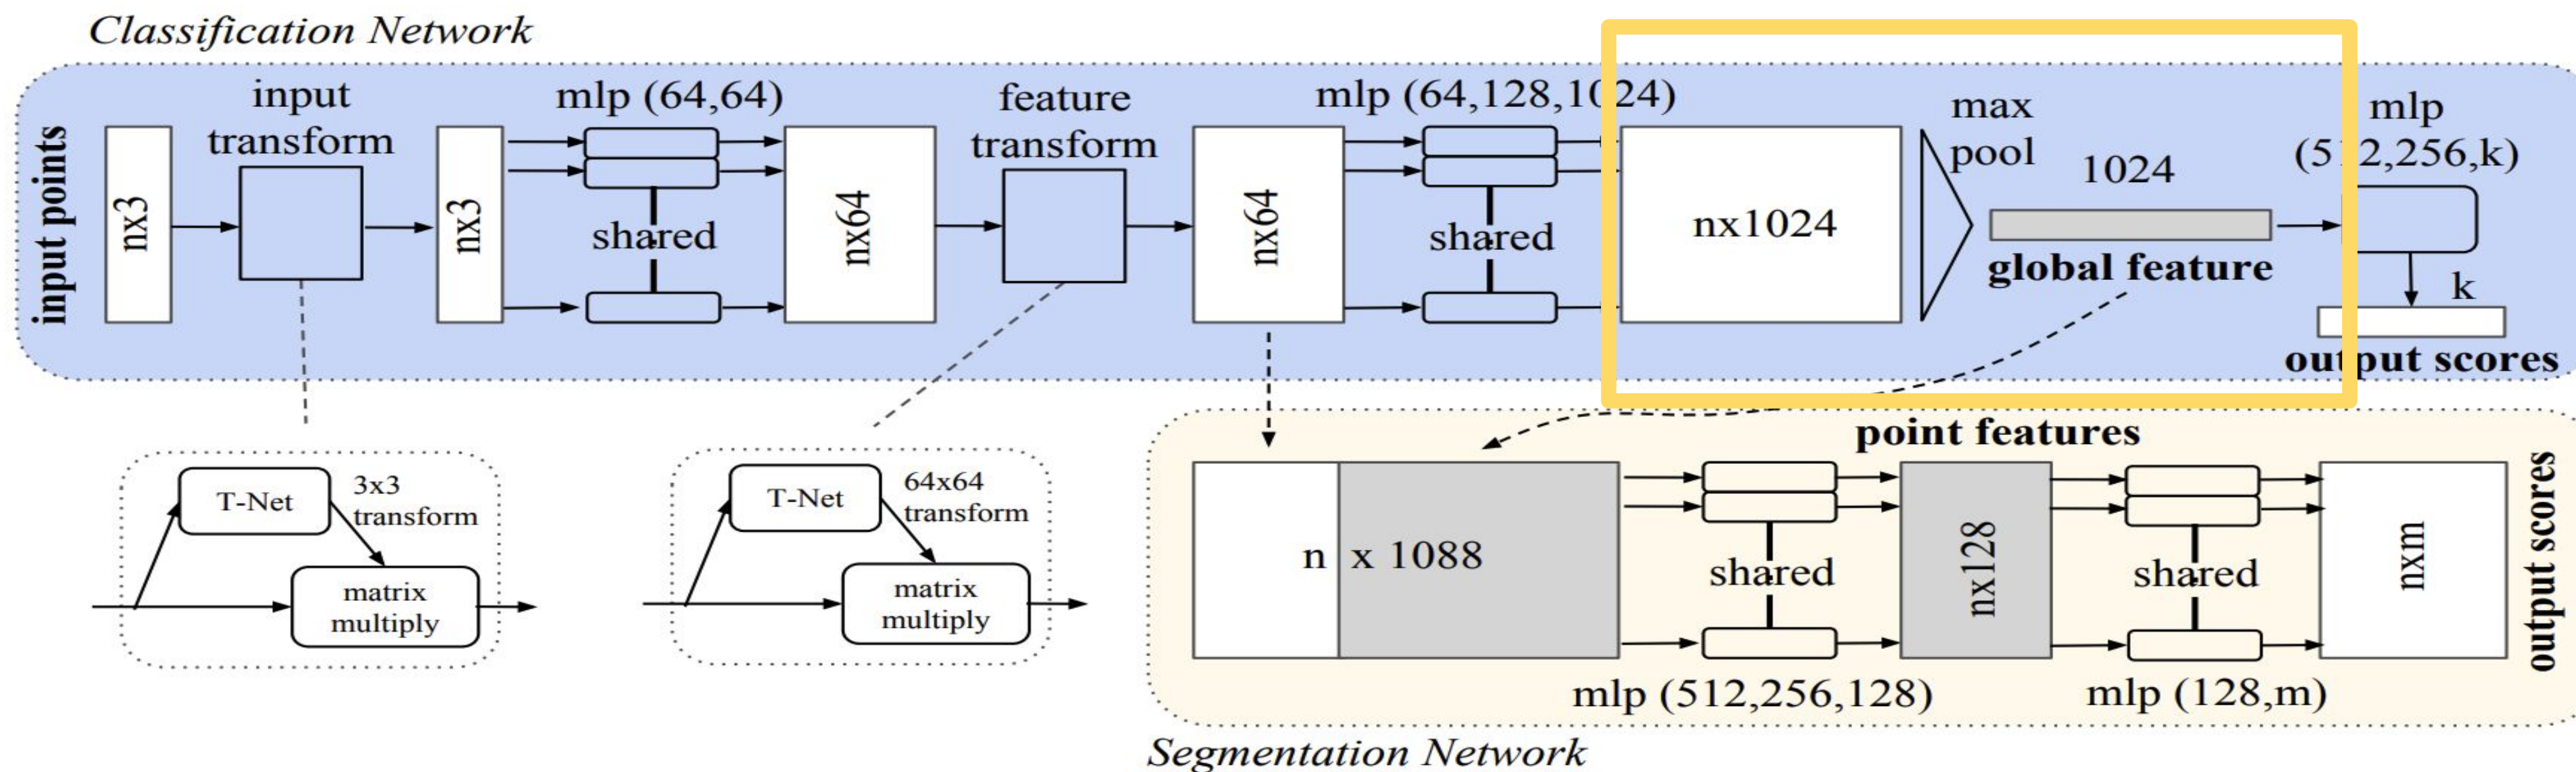 Classification Network
input points
nx3
input
transform
nx3
mlp (64,64)
shared
nx64
feature
transform
nx64
mlp (64,128,1024)
shared
nx1024
max
pool
1024
global feature
mlp
(512,256,k)
k
output scores
T-Net
3x3
transform
matrix
multiply
T-Net
64x64
transform
matrix
multiply
point features
n x 1088
shared
mlp (512,256,128)
nx128
shared
mlp (128,m)
nxm
output scores
Segmentation Network